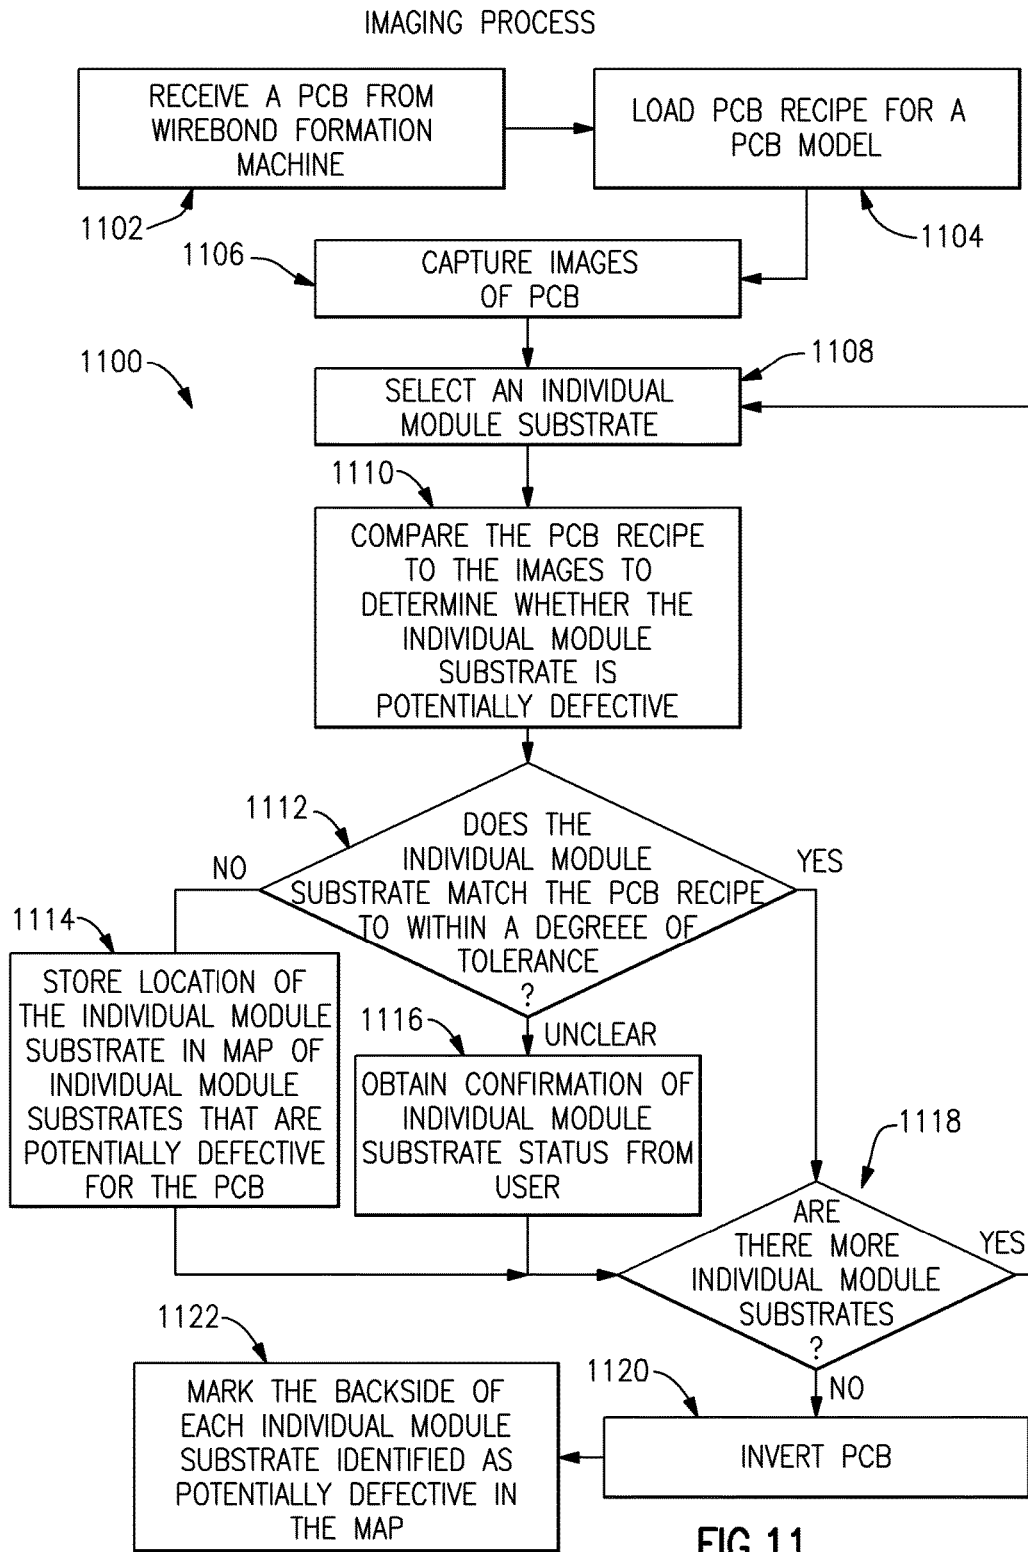 IMAGING PROCESS
RECEIVE A PCB FROM
WIREBOND FORMATION
MACHINE
LOAD PCB RECIPE FOR A
PCB MODEL
1102
1104
1106
CAPTURE IMAGES
OF PCB
1100
1108
SELECT AN INDIVIDUAL
MODULE SUBSTRATE
1110
COMPARE THE PCB RECIPE
TO THE IMAGES TO
DETERMINE WHETHER THE
INDIVIDUAL MODULE
SUBSTRATE IS
POTENTIALLY DEFECTIVE
1112
DOES THE
INDIVIDUAL MODULE
SUBSTRATE MATCH THE PCB RECIPE
TO WITHIN A DEGREEE OF
TOLERANCE
?
NO
YES
1114
STORE LOCATION OF
THE INDIVIDUAL MODULE
SUBSTRATE IN MAP OF
INDIVIDUAL MODULE
SUBSTRATES THAT ARE
POTENTIALLY DEFECTIVE
FOR THE PCB
1116
UNCLEAR
OBTAIN CONFIRMATION OF
INDIVIDUAL MODULE
SUBSTRATE STATUS FROM
USER
1118
ARE
THERE MORE
INDIVIDUAL MODULE
SUBSTRATES
?
YES
NO
1120
INVERT PCB
1122
MARK THE BACKSIDE OF
EACH INDIVIDUAL MODULE
SUBSTRATE IDENTIFIED AS
POTENTIALLY DEFECTIVE IN
THE MAP
FIG.11